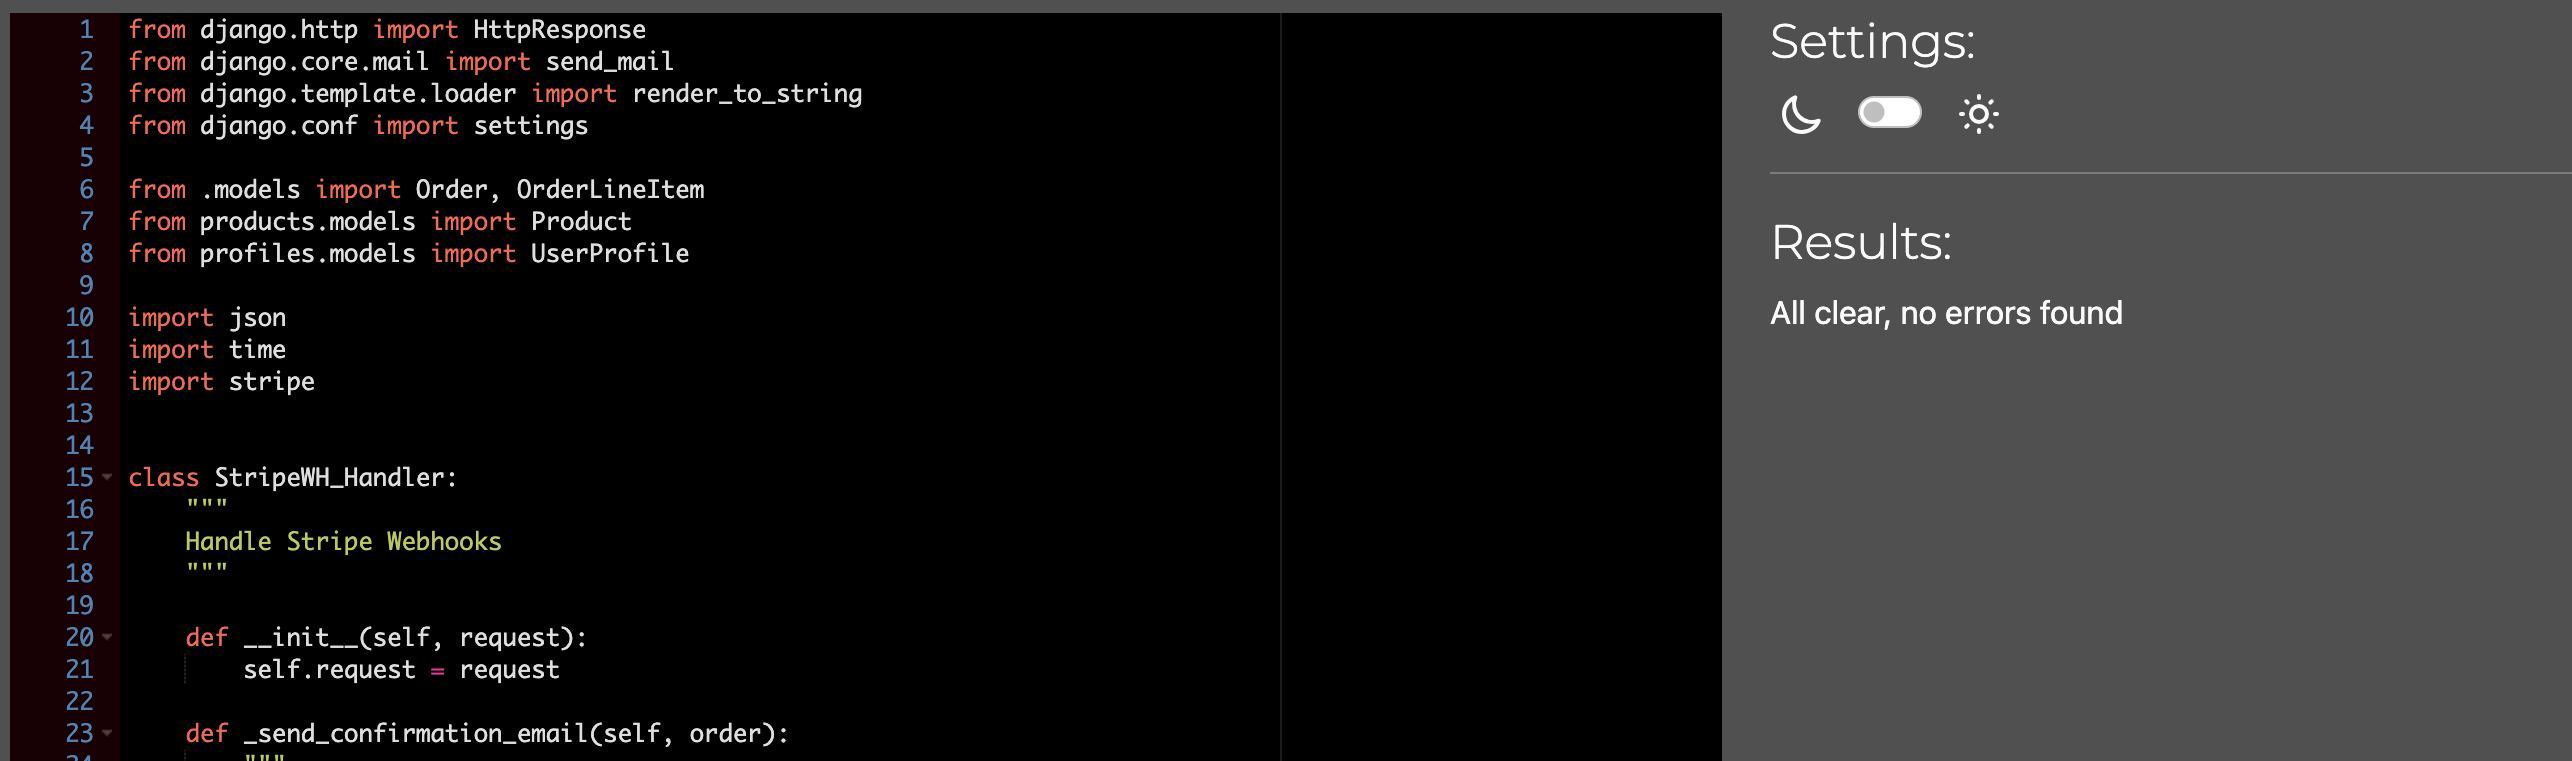 1 from django.http import HttpResponse
2 from django.core.mail import send_mail
3 from django.template.loader import render_to_string
4 from django.conf import settings
5
6 from .models import Order, OrderLineItem
7 from products.models import Product
8 from profiles.models import UserProfile
9
10 import json
11 import time
12 import stripe
13
14
15 class StripeWH_Handler:
16     """
17     Handle Stripe Webhooks
18     """
19
20     def __init__(self, request):
21         self.request = request
22
23     def _send_confirmation_email(self, order):
24         """
Settings:
Results:
All clear, no errors found